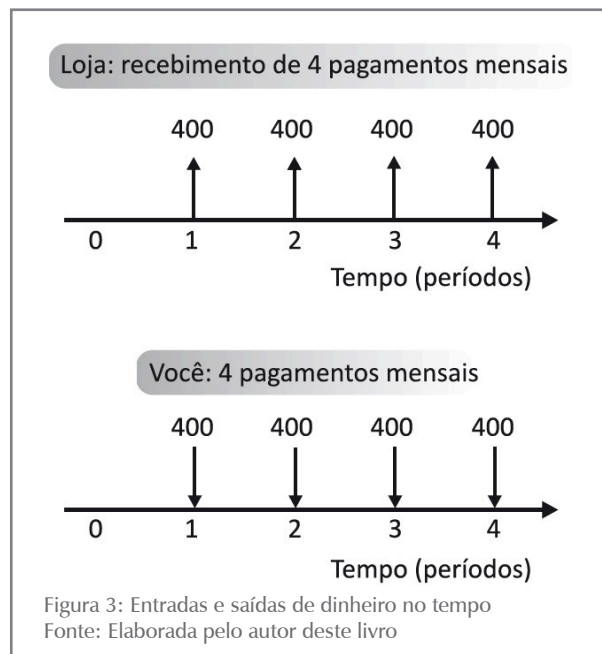 Loja: recebimento de 4 pagamentos mensais
400 400 400 400
0 1 2 3 4
Tempo (períodos)
Você: 4 pagamentos mensais
400 400 400 400
0 1 2 3 4
Tempo (períodos)
Figura 3: Entradas e saídas de dinheiro no tempo
Fonte: Elaborada pelo autor deste livro